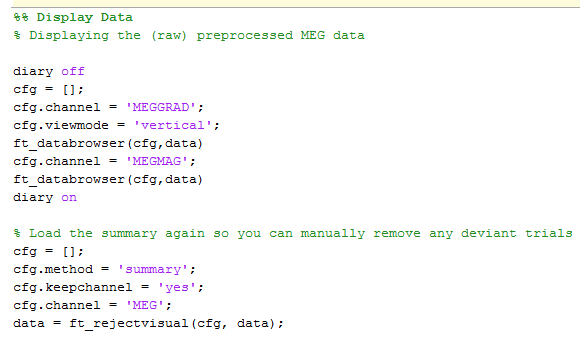 %% Display Data
% Displaying the (raw) preprocessed MEG data
diary off
cfg = [];
cfg.channel = 'MEGGRAD';
cfg.viewmode = 'vertical';
ft_databrowser(cfg,data)
cfg.channel = 'MEGMAG';
ft_databrowser(cfg,data)
diary on
% Load the summary again so you can manually remove any deviant trials
cfg = [];
cfg.method = 'summary';
cfg.keepchannel = 'yes';
cfg.channel = 'MEG';
data = ft_rejectvisual(cfg, data);